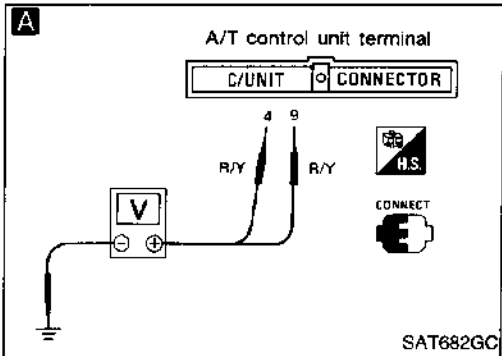 A
A/T control unit terminal
C/UNIT CONNECTOR
4 9
R/Y R/Y
H.S.
V
CONNECT
SAT682GC